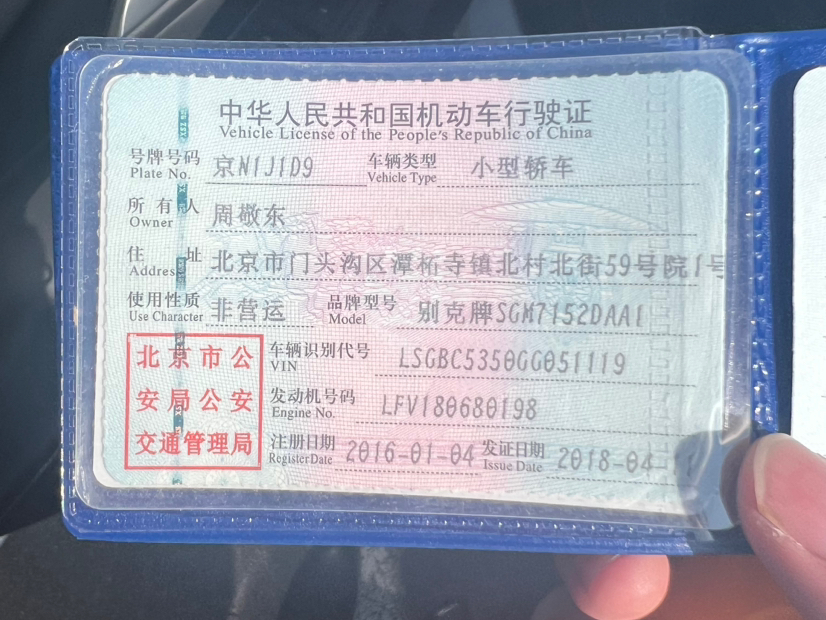 中华人民共和国机动车行驶证
Vehicle License of the People's Republic of China
号牌号码 京N1J1D9 车辆类型 小型轿车
Plate No. Vehicle Type
所有人 周敬东
Owner
住址 北京市门头沟区潭柘寺镇北村北街59号院1号
Address
使用性质 非营运 品牌型号 别克牌SGM7152DAA1
Use Character Model
北京市公
安局公安
交通管理局
车辆识别代号 LSGBC5350GG051119
VIN
发动机号码 LFV180680198
Engine No.
注册日期 2016-01-04 发证日期 2018-04-
Register Date Issue Date